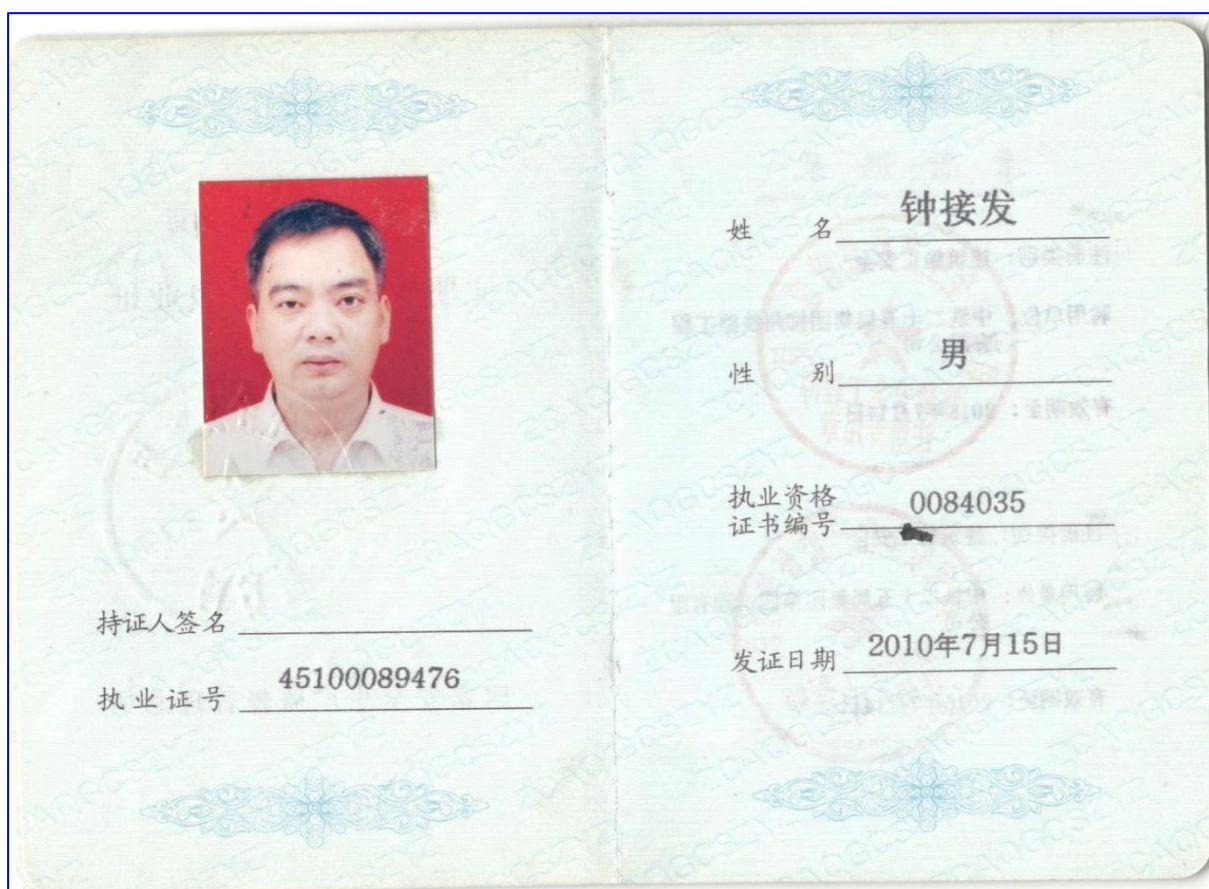 持证人签名
执业证号 45100089476
姓 名 钟接发
性 别 男
执业资格
证书编号 0084035
发证日期 2010年7月15日